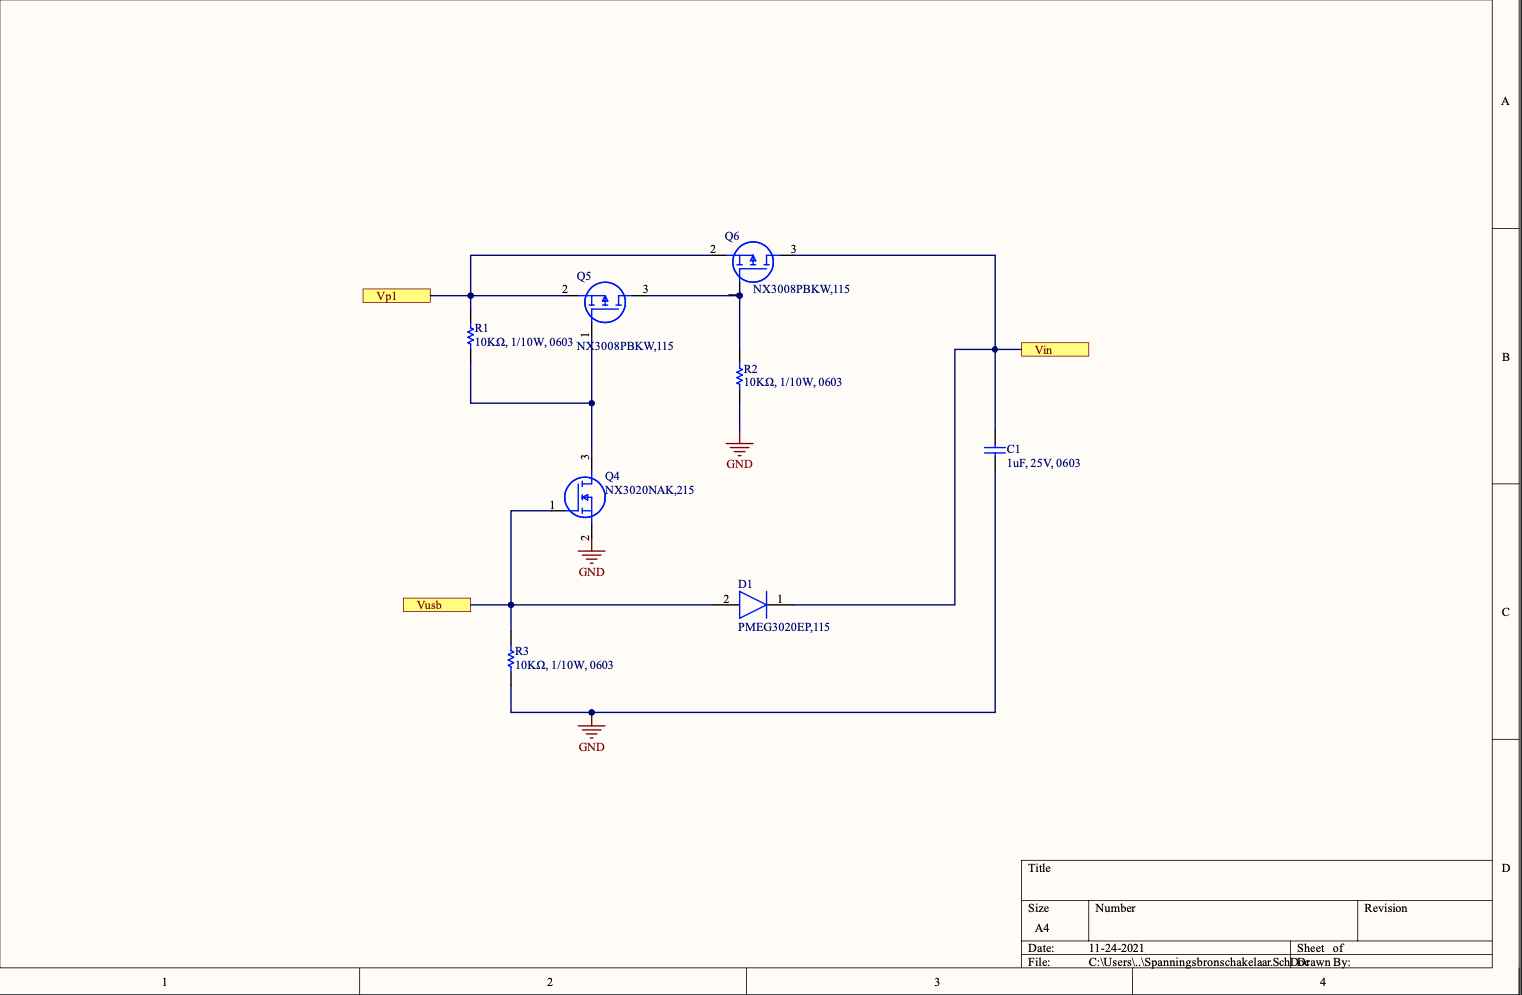 A
Q6
2
3
Q5
NX3008PBKW,115
Vp1
2
3
R1
10KΩ, 1/10W, 0603
1
NX3008PBKW,115
Vin
B
R2
10KΩ, 1/10W, 0603
GND
C1
1uF, 25V, 0603
3
Q4
NX3020NAK,215
1
2
GND
D1
Vusb
2
1
C
PMEG3020EP,115
R3
10KΩ, 1/10W, 0603
GND
Title
D
Size
Number
Revision
A4
Date:
11-24-2021
Sheet of
File:
C:\Users\..\Spanningsbronschakelaar.SchDoc
Drawn By:
1
2
3
4